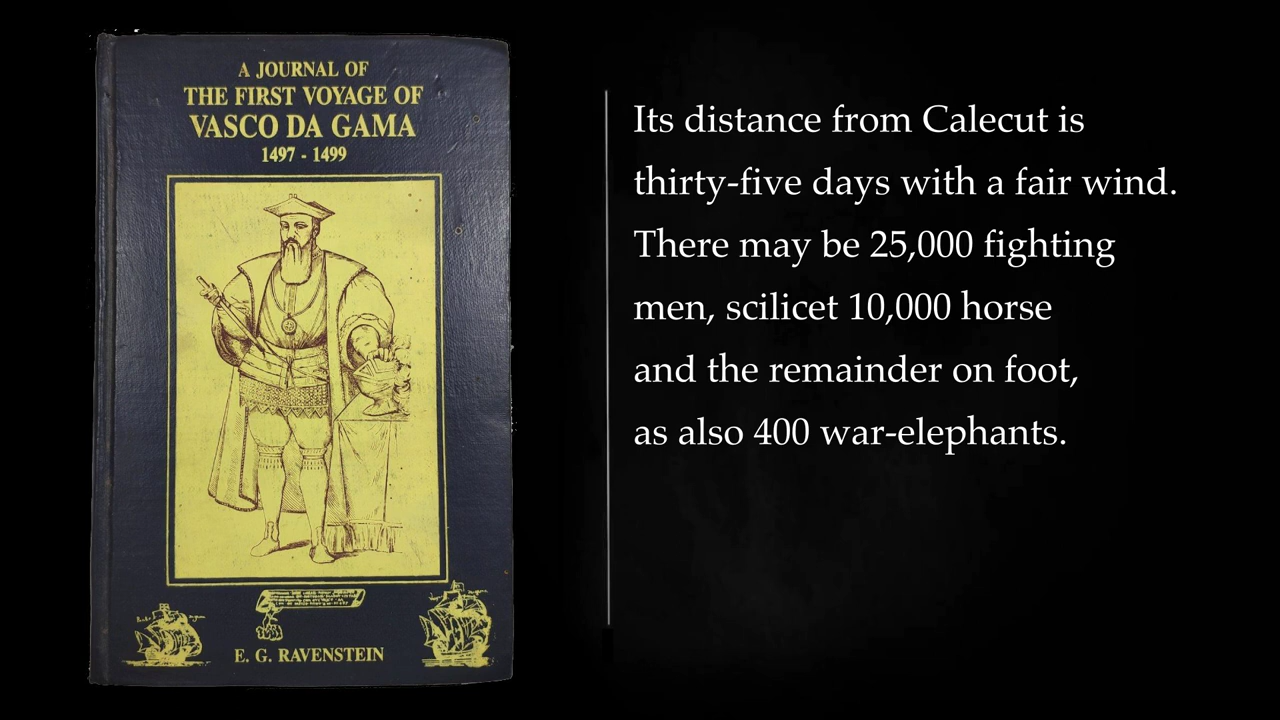 A JOURNAL OF
THE FIRST VOYAGE OF
VASCO DA GAMA
1497 - 1499
E. G. RAVENSTEIN
Its distance from Calecut is
thirty-five days with a fair wind.
There may be 25,000 fighting
men, scilicet 10,000 horse
and the remainder on foot,
as also 400 war-elephants.